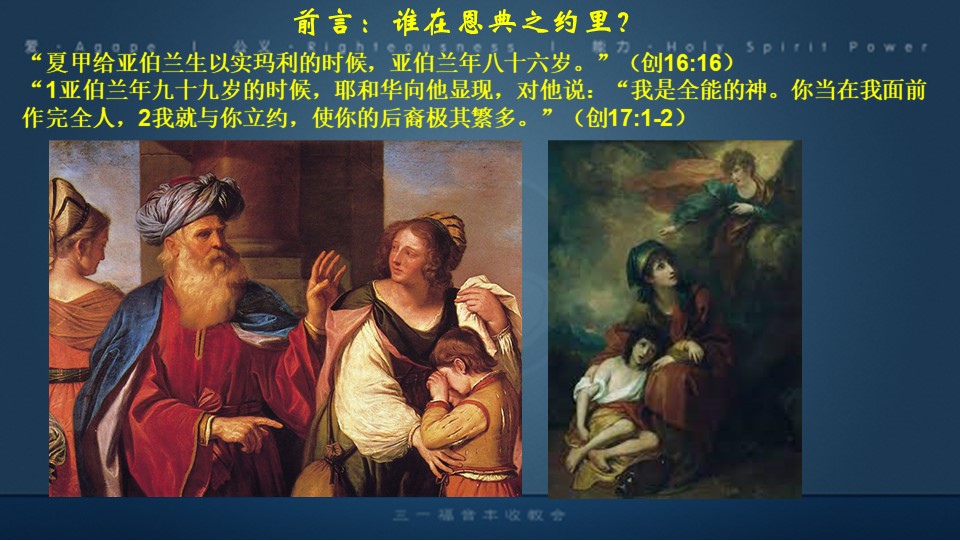 前言：谁在恩典之约里？
爱 · Agape | 公义 · Righteousness | 能力 · Holy Spirit Power
“夏甲给亚伯兰生以实玛利的时候，亚伯兰年八十六岁。”（创16:16）
“1亚伯兰年九十九岁的时候，耶和华向他显现，对他说：“我是全能的神。你当在我面前
作完全人，2我就与你立约，使你的后裔极其繁多。”（创17:1-2）
三一福音丰收教会